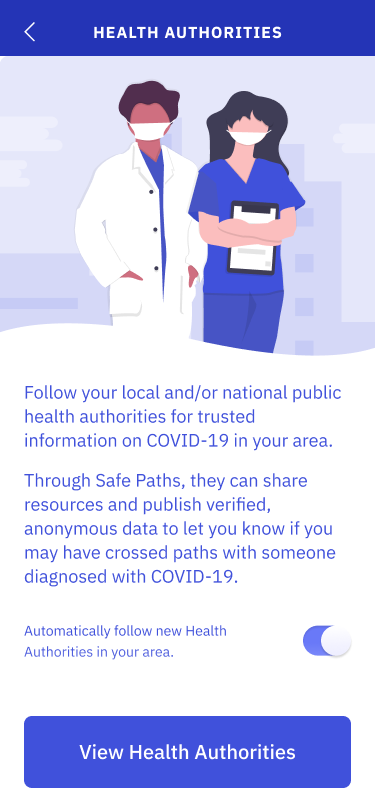 HEALTH AUTHORITIES
Follow your local and/or national public
health authorities for trusted
information on COVID-19 in your area.
Through Safe Paths, they can share
resources and publish verified,
anonymous data to let you know if you
may have crossed paths with someone
diagnosed with COVID-19.
Automatically follow new Health
Authorities in your area.
View Health Authorities